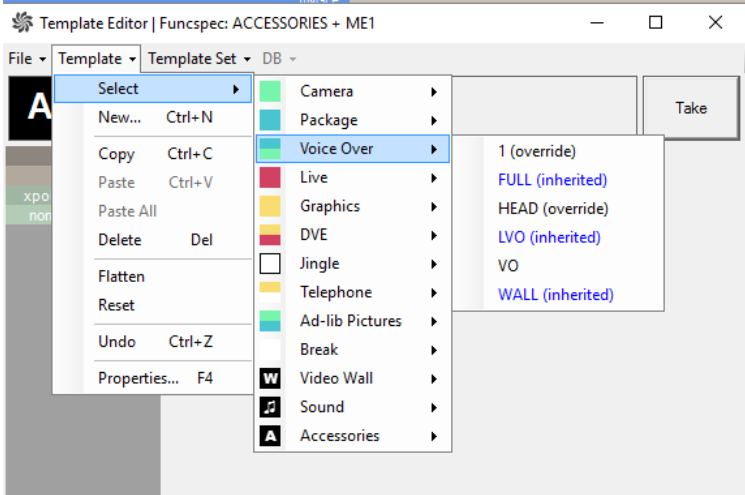 Template Editor | Funcspec: ACCESSORIES + ME1
File Template Template Set DB
A
Take
xpo
non
Select
New... Ctrl+N
Copy Ctrl+C
Paste Ctrl+V
Paste All
Delete Del
Flatten
Reset
Undo Ctrl+Z
Properties... F4
Camera
Package
Voice Over
Live
Graphics
DVE
Jingle
Telephone
Ad-lib Pictures
Break
W Video Wall
Sound
A Accessories
1 (override)
FULL (inherited)
HEAD (override)
LVO (inherited)
VO
WALL (inherited)